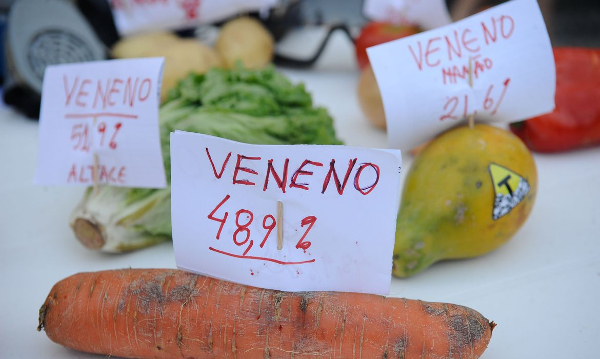 VENENO
51,9%
ALFACE
VENENO
MAMÃO
21,6%
VENENO
48,9%
T